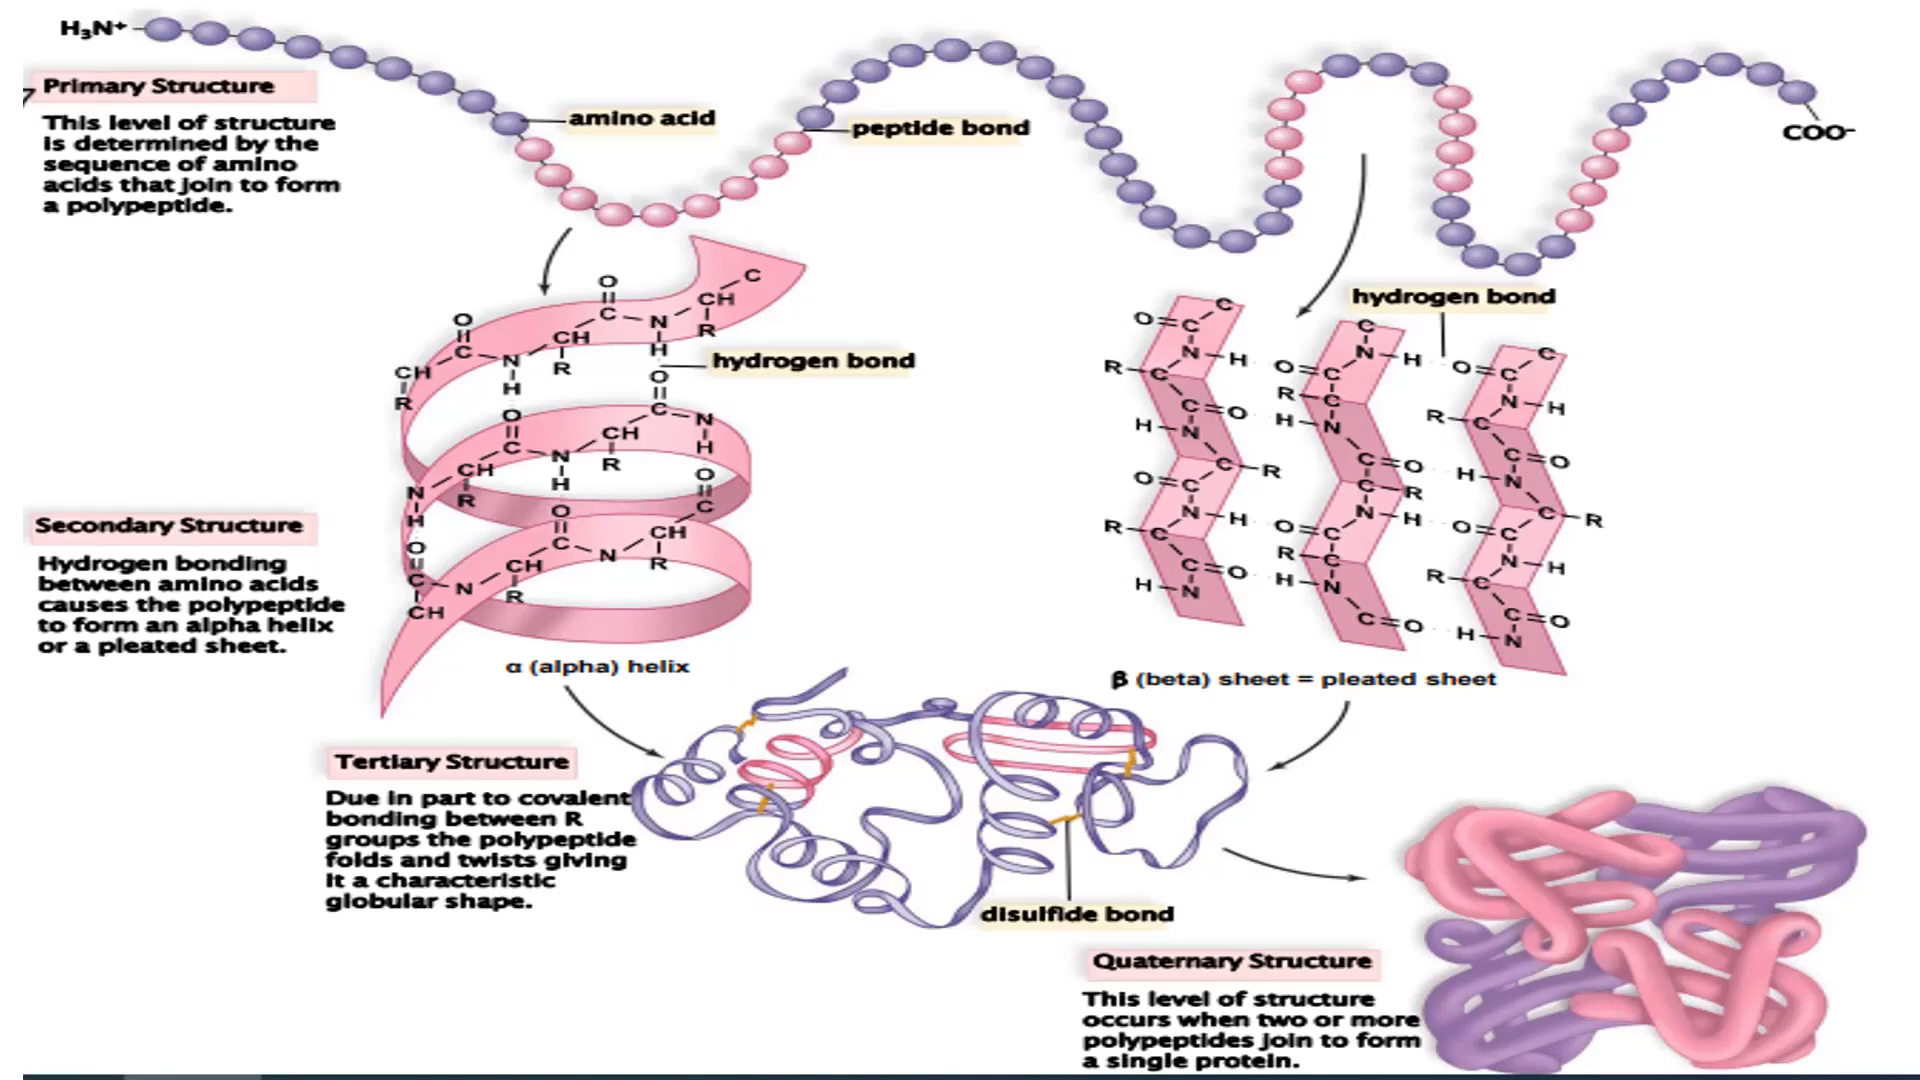 H₃N⁺
Primary Structure
This level of structure
is determined by the
sequence of amino
acids that join to form
a polypeptide.
amino acid
peptide bond
COO⁻
hydrogen bond
hydrogen bond
Secondary Structure
Hydrogen bonding
between amino acids
causes the polypeptide
to form an alpha helix
or a pleated sheet.
α (alpha) helix
β (beta) sheet = pleated sheet
Tertiary Structure
Due in part to covalent
bonding between R
groups the polypeptide
folds and twists giving
it a characteristic
globular shape.
disulfide bond
Quaternary Structure
This level of structure
occurs when two or more
polypeptides join to form
a single protein.